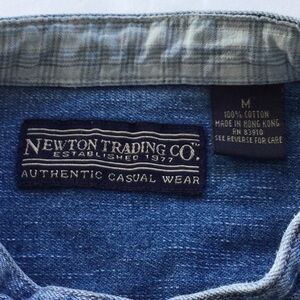 NEWTON TRADING CO.
ESTABLISHED 1977
AUTHENTIC CASUAL WEAR
M
100% COTTON
MADE IN HONG KONG
RN 83910
SEE REVERSE FOR CARE